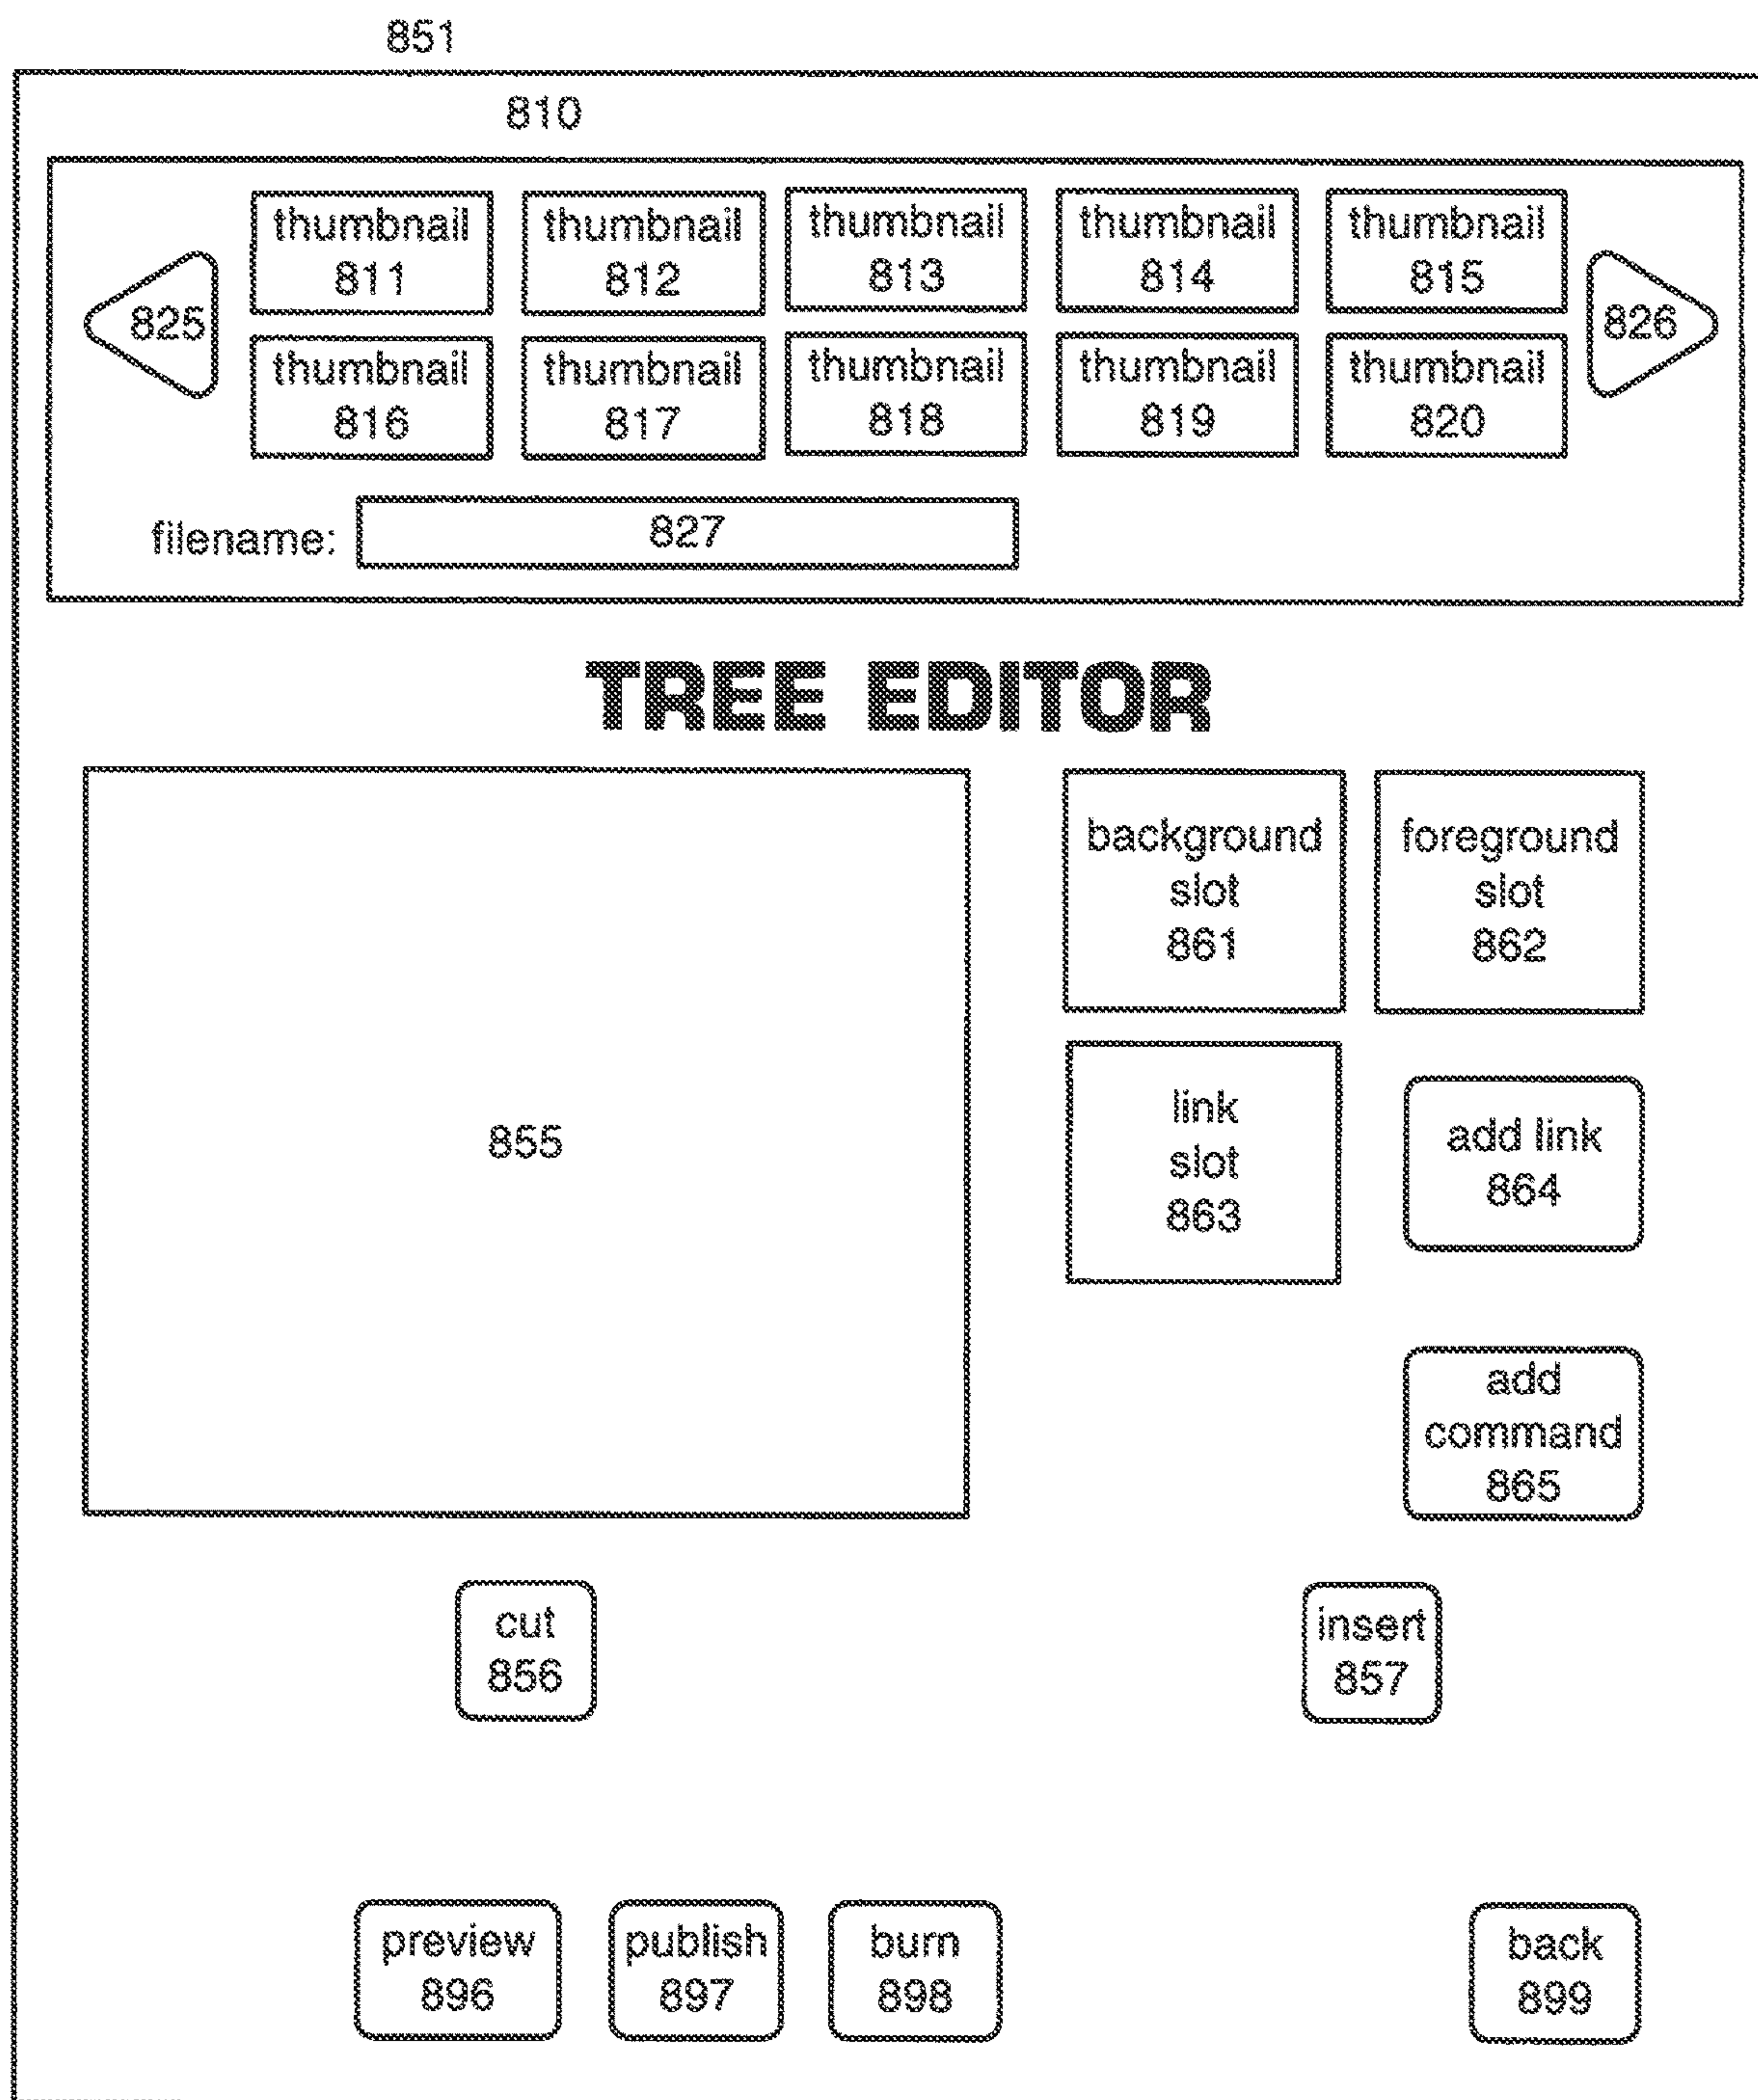 851
810
thumbnail
811
thumbnail
812
thumbnail
813
thumbnail
814
thumbnail
815
825
826
thumbnail
816
thumbnail
817
thumbnail
818
thumbnail
819
thumbnail
820
filename:
827
TREE EDITOR
855
background
slot
861
foreground
slot
862
link
slot
863
add link
864
add
command
865
cut
856
insert
857
preview
896
publish
897
burn
898
back
899